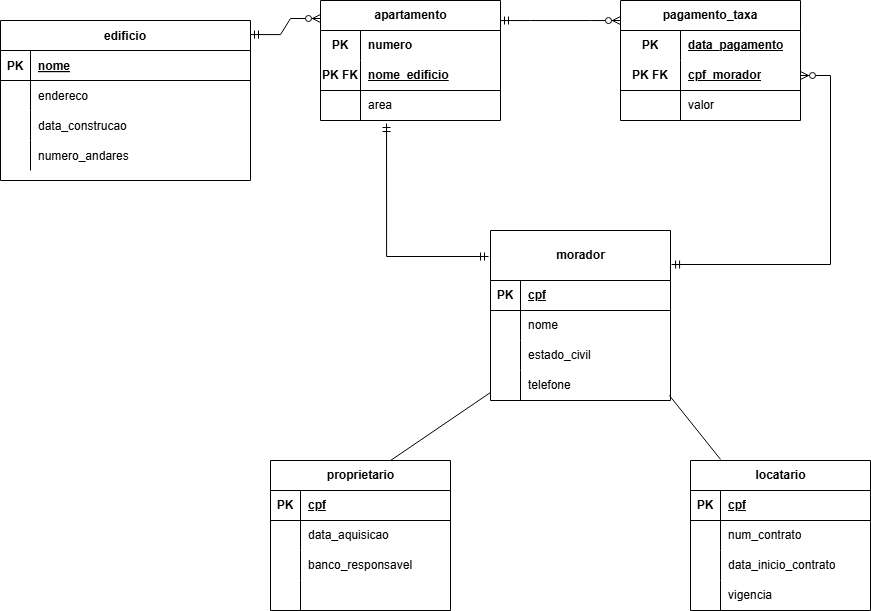 edificio
PK nome
endereco
data_construcao
numero_andares
apartamento
PK numero
PK FK nome_edificio
area
pagamento_taxa
PK data_pagamento
PK FK cpf_morador
valor
morador
PK cpf
nome
estado_civil
telefone
proprietario
PK cpf
data_aquisicao
banco_responsavel
locatario
PK cpf
num_contrato
data_inicio_contrato
vigencia